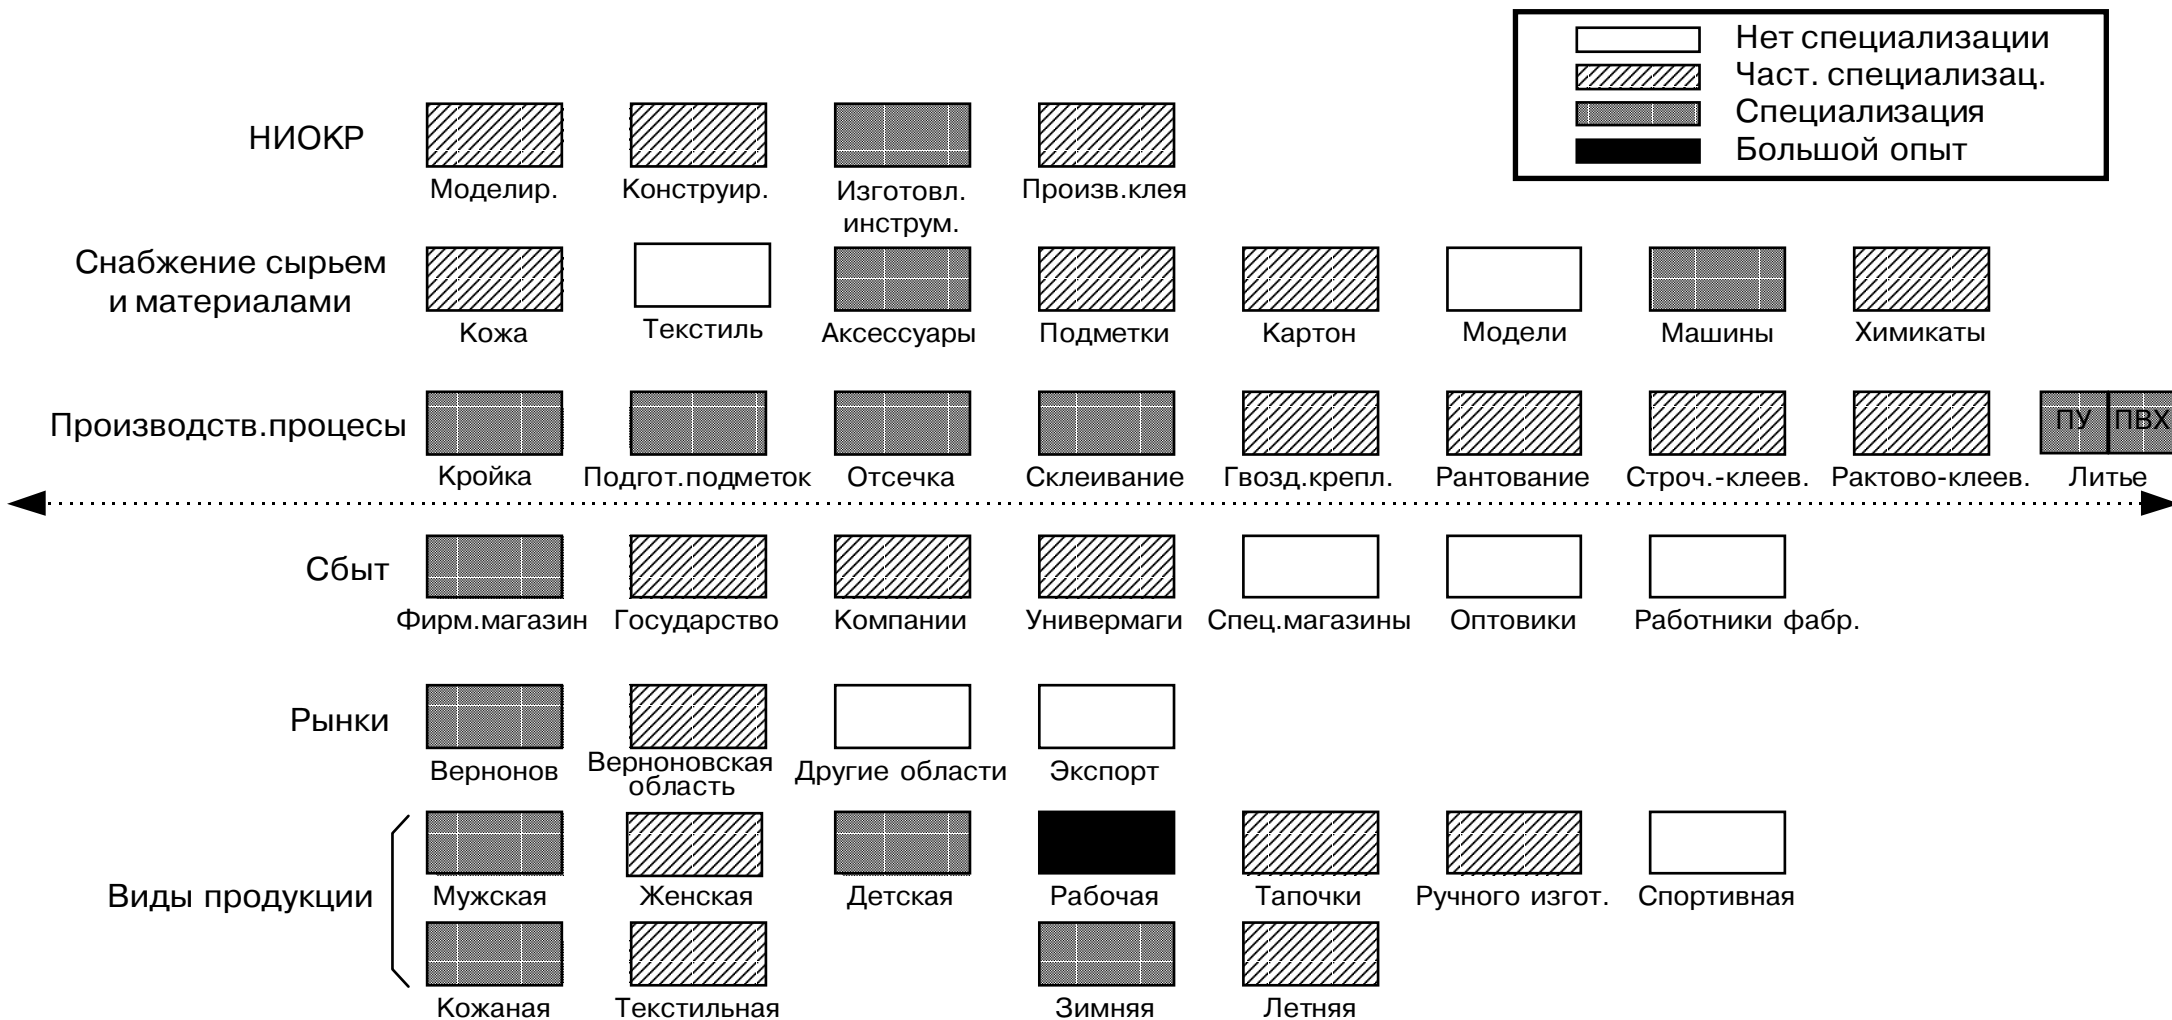 Нет специализации
Част. специализац.
Специализация
Большой опыт
НИОКР
Моделир. Конструир. Изготовл. Произв.клея
инструм.
Снабжение сырьем
и материалами
Кожа Текстиль Аксессуары Подметки Картон Модели Машины Химикаты
Производств.процесы
ПУ ПВХ
Кройка Подгот.подметок Отсечка Склеивание Гвозд.крепл. Рантование Строч.-клеев. Рактово-клеев. Литье
Сбыт
Фирм.магазин Государство Компании Универмаги Спец.магазины Оптовики Работники фабр.
Рынки
Вернонов Верноновская Другие области Экспорт
область
Виды продукции
Мужская Женская Детская Рабочая Тапочки Ручного изгот. Спортивная
Кожаная Текстильная Зимняя Летняя